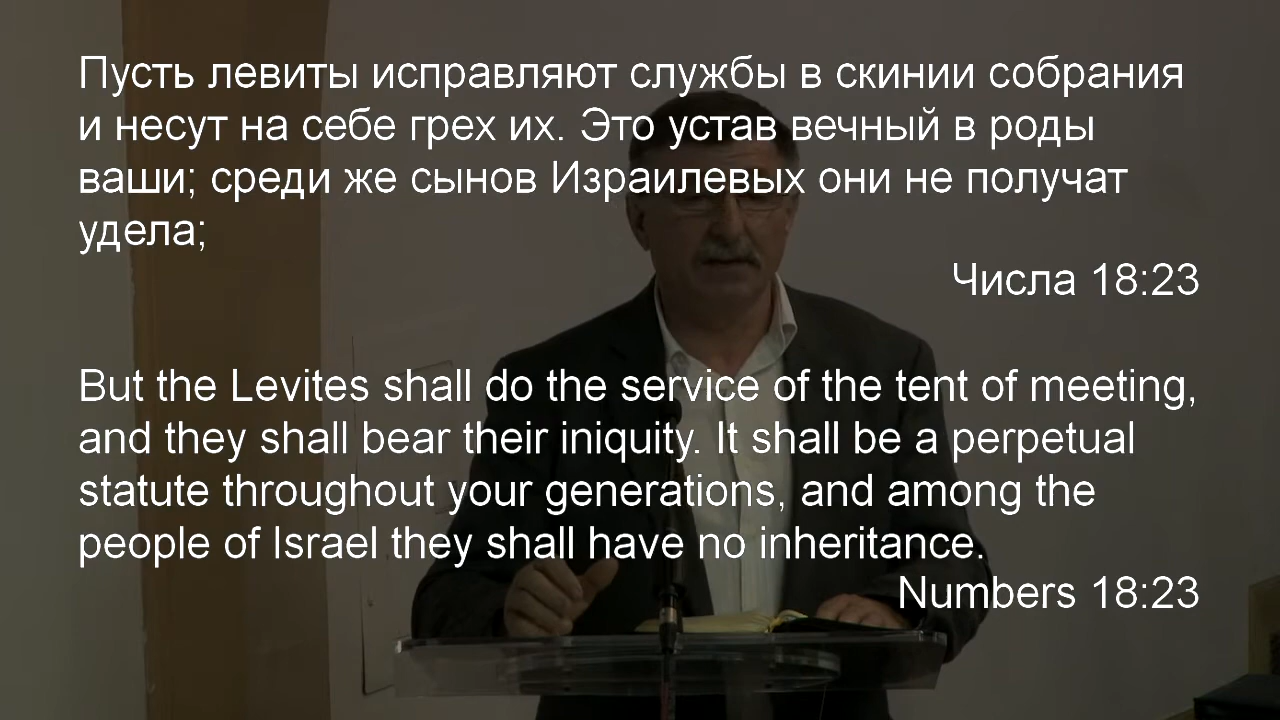 Пусть левиты исправляют службы в скинии собрания
и несут на себе грех их. Это устав вечный в роды
ваши; среди же сынов Израилевых они не получат
удела;
Числа 18:23
But the Levites shall do the service of the tent of meeting,
and they shall bear their iniquity. It shall be a perpetual
statute throughout your generations, and among the
people of Israel they shall have no inheritance.
Numbers 18:23